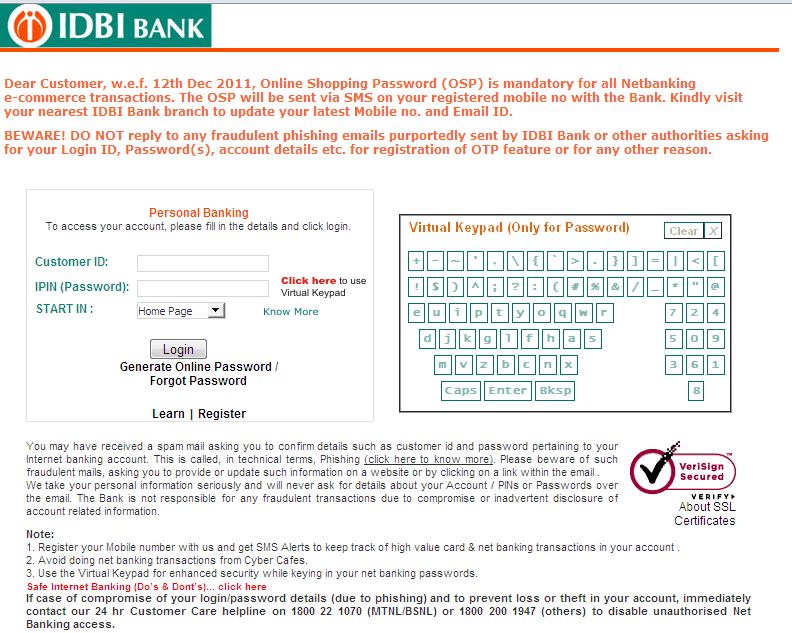 IDBI BANK
Dear Customer, w.e.f. 12th Dec 2011, Online Shopping Password (OSP) is mandatory for all Netbanking
e-commerce transactions. The OSP will be sent via SMS on your registered mobile no with the Bank. Kindly visit
your nearest IDBI Bank branch to update your latest Mobile no. and Email ID.
BEWARE! DO NOT reply to any fraudulent phishing emails purportedly sent by IDBI Bank or other authorities asking
for your Login ID, Password(s), account details etc. for registration of OTP feature or for any other reason.
Personal Banking
To access your account, please fill in the details and click login.
Customer ID:
IPIN (Password):
Click here to use
Virtual Keypad
START IN :
Home Page
Know More
Login
Generate Online Password /
Forgot Password
Learn | Register
Virtual Keypad (Only for Password)
Clear X
+ - ~ ' . \ { ` > . } ] = | < [
! $ ) ^ ; ? : ( # % & / _ * " @
e u i p t y o q w r 7 2 4
d j k g l f h a s 5 0 9
m v z b c n x 3 6 1
Caps Enter Bksp 8
You may have received a spam mail asking you to confirm details such as customer id and password pertaining to your
Internet banking account. This is called, in technical terms, Phishing (click here to know more). Please beware of such
fraudulent mails, asking you to provide or update such information on a website or by clicking on a link within the email .
We take your personal information seriously and will never ask for details about your Account / PINs or Passwords over
the email. The Bank is not responsible for any fraudulent transactions due to compromise or inadvertent disclosure of
account related information.
VeriSign
Secured
™
VERIFY
About SSL
Certificates
Note:
1. Register your Mobile number with us and get SMS Alerts to keep track of high value card & net banking transactions in your account .
2. Avoid doing net banking transactions from Cyber Cafes.
3. Use the Virtual Keypad for enhanced security while keying in your net banking passwords.
Safe Internet Banking (Do's & Dont's)... click here
If case of compromise of your login/password details (due to phishing) and to prevent loss or theft in your account, immediately
contact our 24 hr Customer Care helpline on 1800 22 1070 (MTNL/BSNL) or 1800 200 1947 (others) to disable unauthorised Net
Banking access.